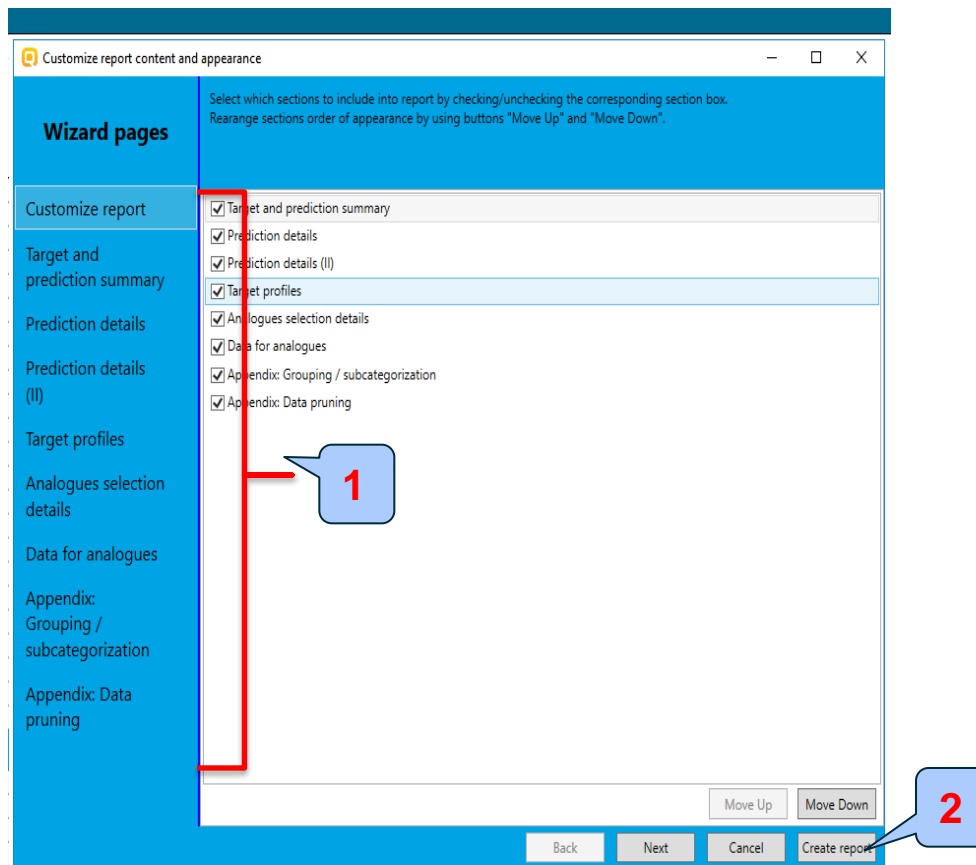 Customize report content and appearance
Wizard pages
Select which sections to include into report by checking/unchecking the corresponding section box.
Rearange sections order of appearance by using buttons "Move Up" and "Move Down".
Customize report
Target and
prediction summary
Prediction details
Prediction details
(II)
Target profiles
Analogues selection
details
Data for analogues
Appendix:
Grouping /
subcategorization
Appendix: Data
pruning
Target and prediction summary
Prediction details
Prediction details (II)
Target profiles
Analogues selection details
Data for analogues
Appendix: Grouping / subcategorization
Appendix: Data pruning
1
Move Up
Move Down
2
Back
Next
Cancel
Create report